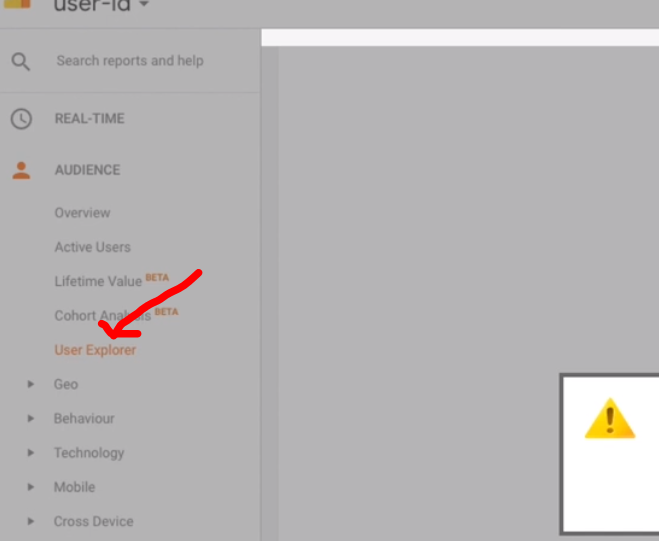 user-id
Search reports and help
REAL-TIME
AUDIENCE
Overview
Active Users
Lifetime Value BETA
Cohort Analysis BETA
User Explorer
Geo
Behaviour
Technology
Mobile
Cross Device